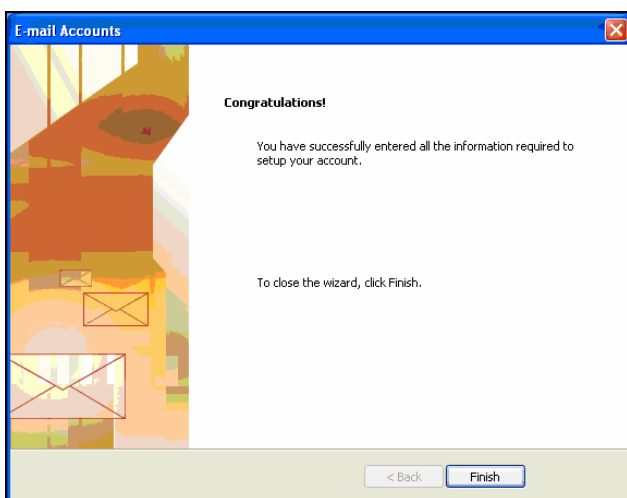 E-mail Accounts
Congratulations!
You have successfully entered all the information required to
setup your account.
To close the wizard, click Finish.
< Back
Finish